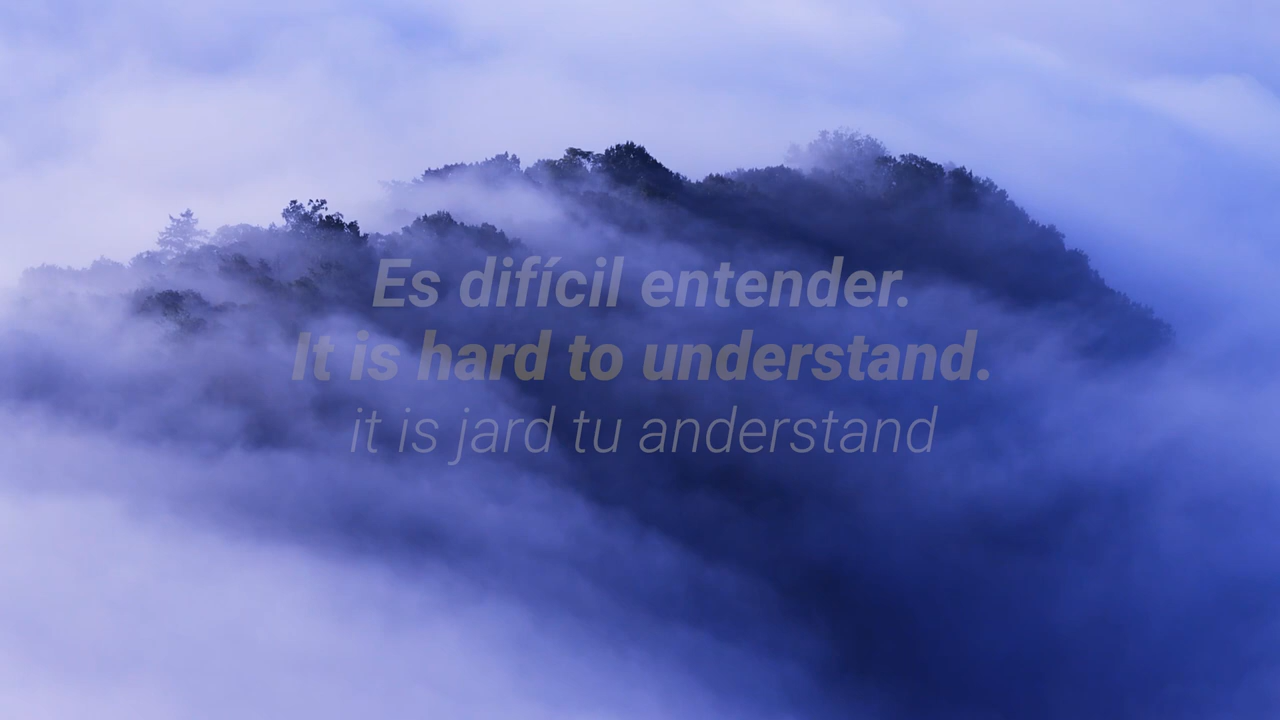 Es difícil entender.
It is hard to understand.
it is jard tu anderstand